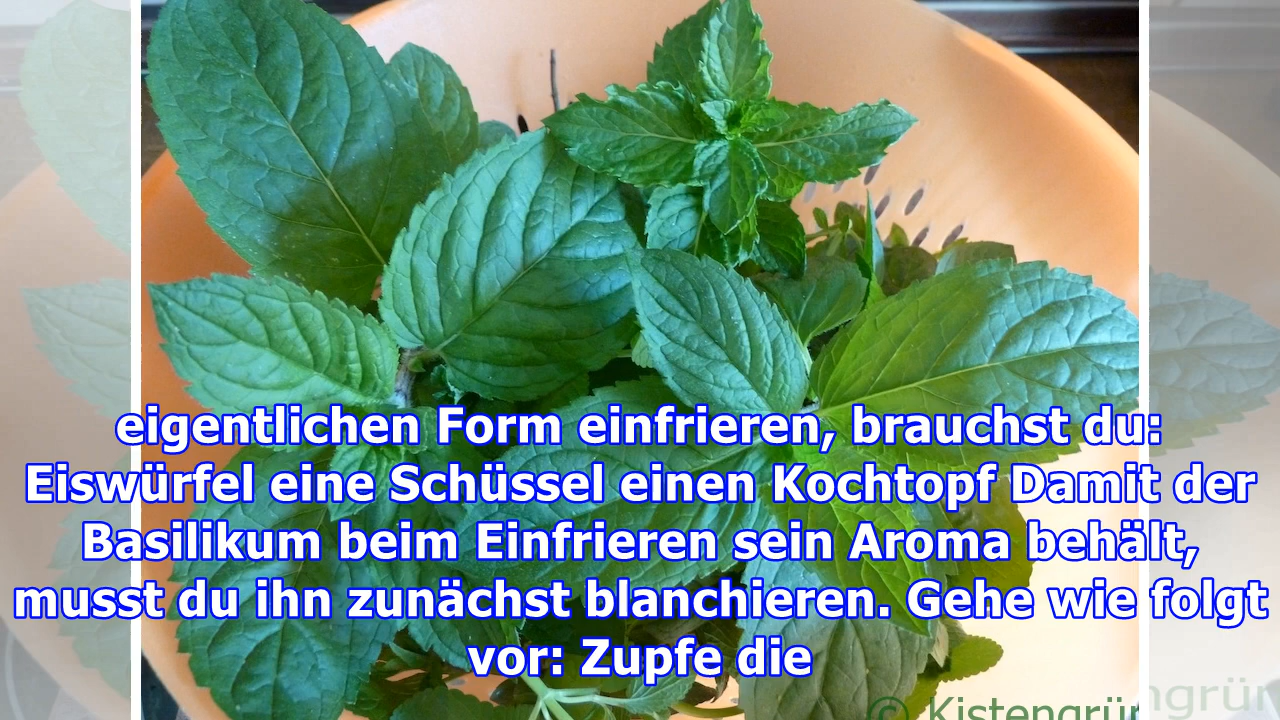 eigentlichen Form einfrieren, brauchst du:
Eiswürfel eine Schüssel einen Kochtopf Damit der
Basilikum beim Einfrieren sein Aroma behält,
musst du ihn zunächst blanchieren. Gehe wie folgt
vor: Zupfe die
© Kistengrün